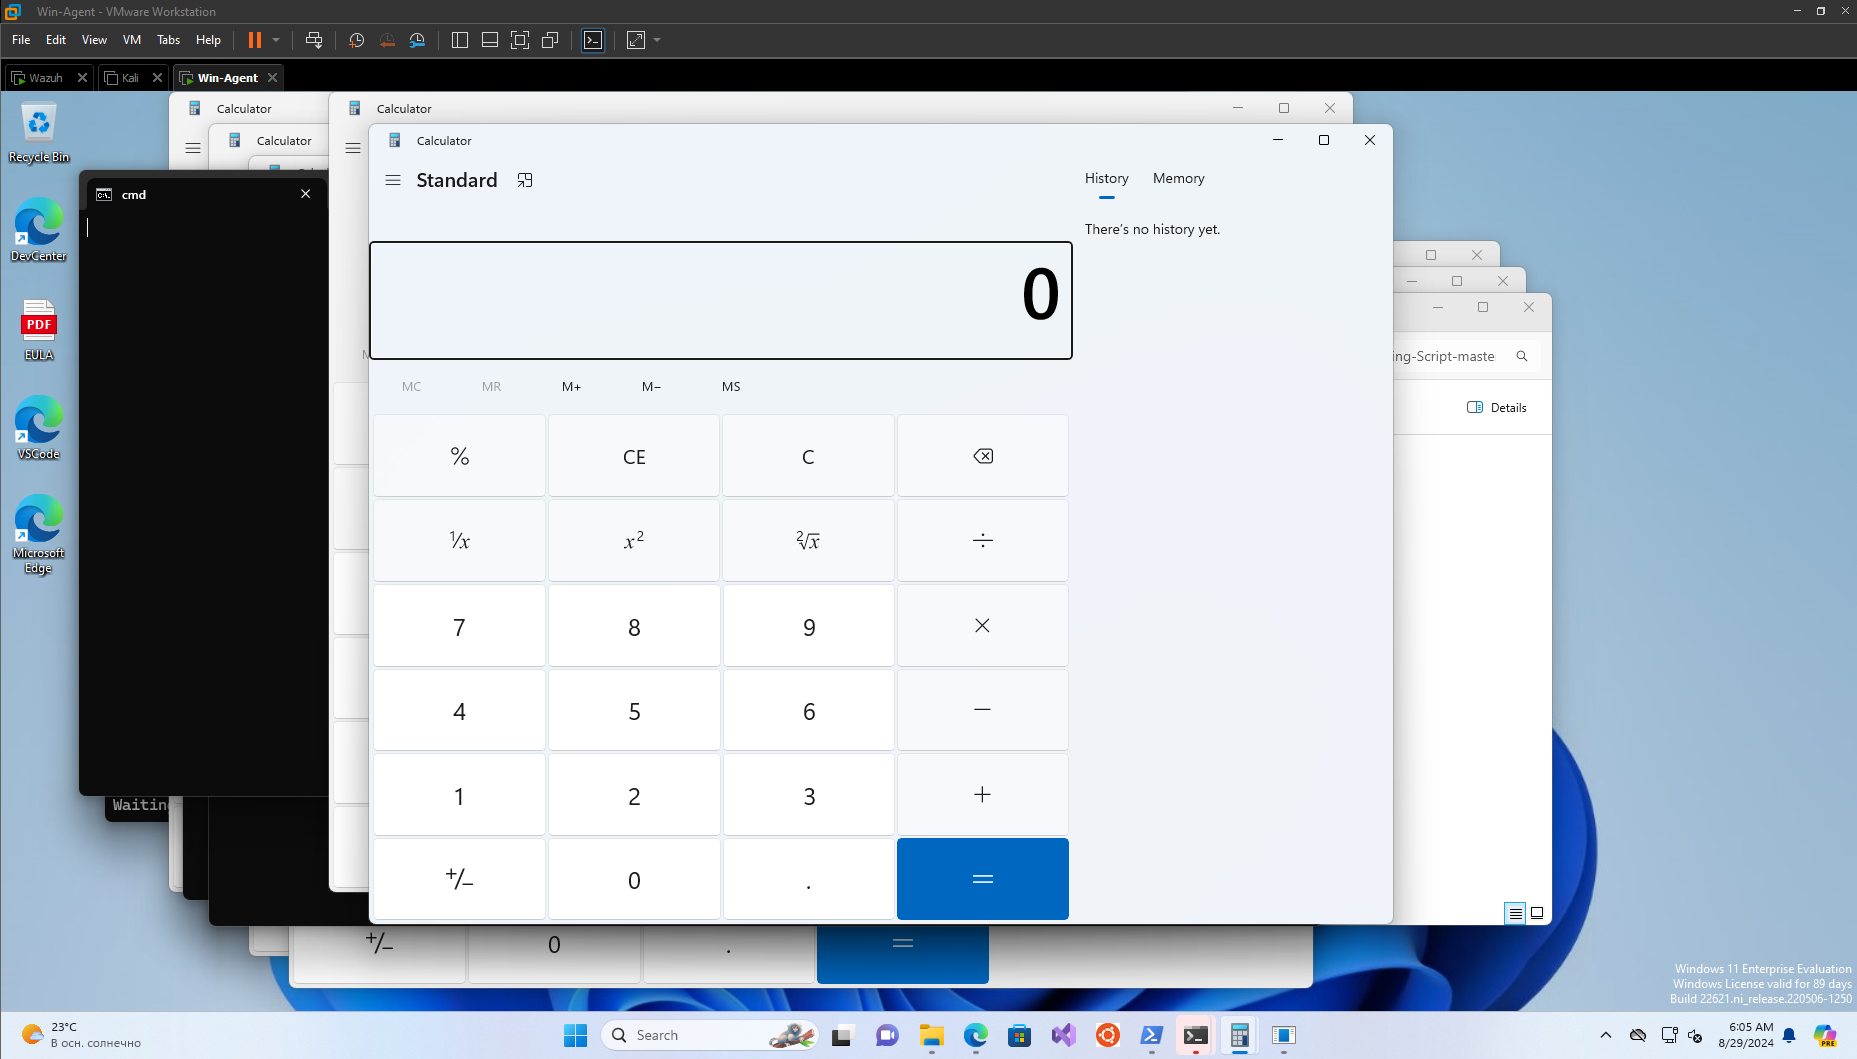 Win-Agent - VMware Workstation
File Edit View VM Tabs Help
Wazuh Kali Win-Agent
Calculator
Calculator
Calculator
Calculator
Recycle Bin
DevCenter
PDF
EULA
VSCode
Microsoft
Edge
cmd
Waiting
Standard
History Memory
There's no history yet.
0
MC MR M+ M− MS
% CE C
1/x x2 2√x ÷
7 8 9 ×
4 5 6 −
1 2 3 +
+/− 0 . =
+/− 0 . =
ing-Script-maste
Details
Windows 11 Enterprise Evaluation
Windows License valid for 89 days
Build 22621.ni_release.220506-1250
23°C
В осн. солнечно
Search
6:05 AM
8/29/2024
PRE